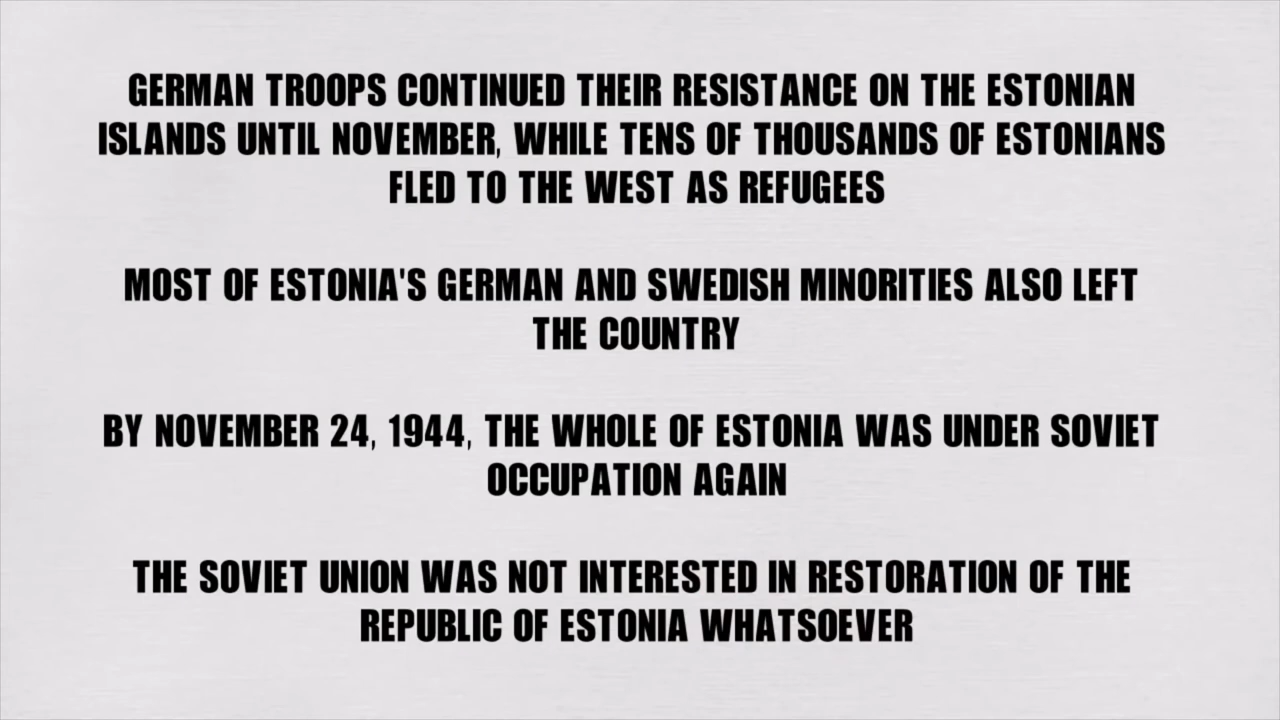 GERMAN TROOPS CONTINUED THEIR RESISTANCE ON THE ESTONIAN
ISLANDS UNTIL NOVEMBER, WHILE TENS OF THOUSANDS OF ESTONIANS
FLED TO THE WEST AS REFUGEES
MOST OF ESTONIA'S GERMAN AND SWEDISH MINORITIES ALSO LEFT
THE COUNTRY
BY NOVEMBER 24, 1944, THE WHOLE OF ESTONIA WAS UNDER SOVIET
OCCUPATION AGAIN
THE SOVIET UNION WAS NOT INTERESTED IN RESTORATION OF THE
REPUBLIC OF ESTONIA WHATSOEVER